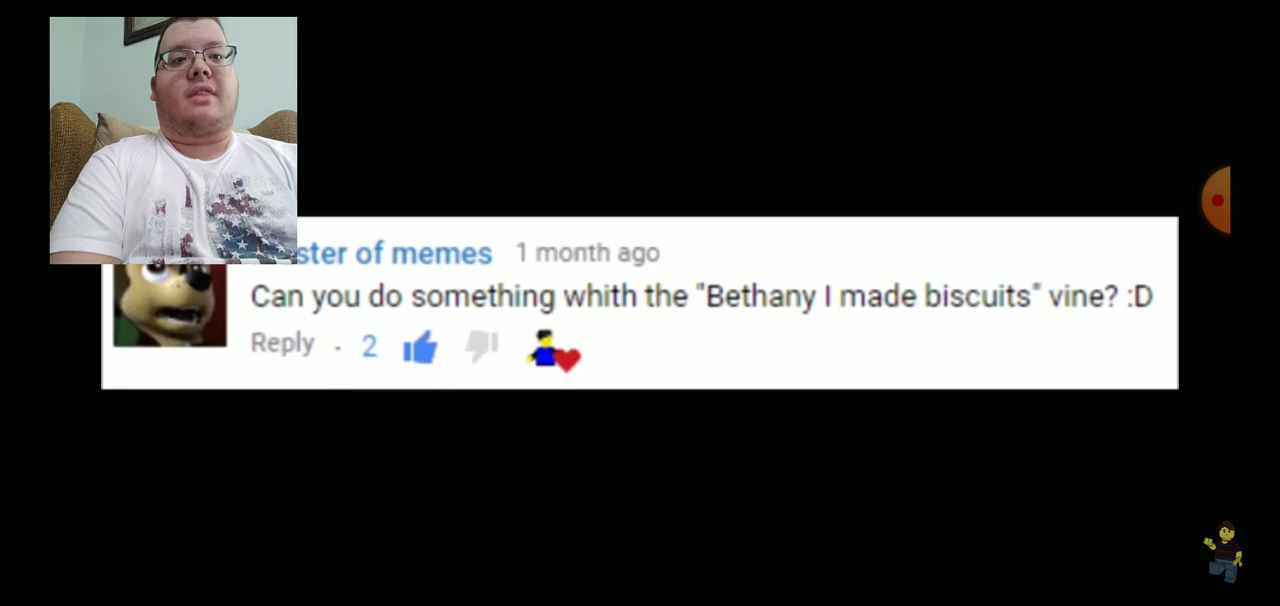 ster of memes 1 month ago
Can you do something whith the "Bethany I made biscuits" vine? :D
Reply . 2